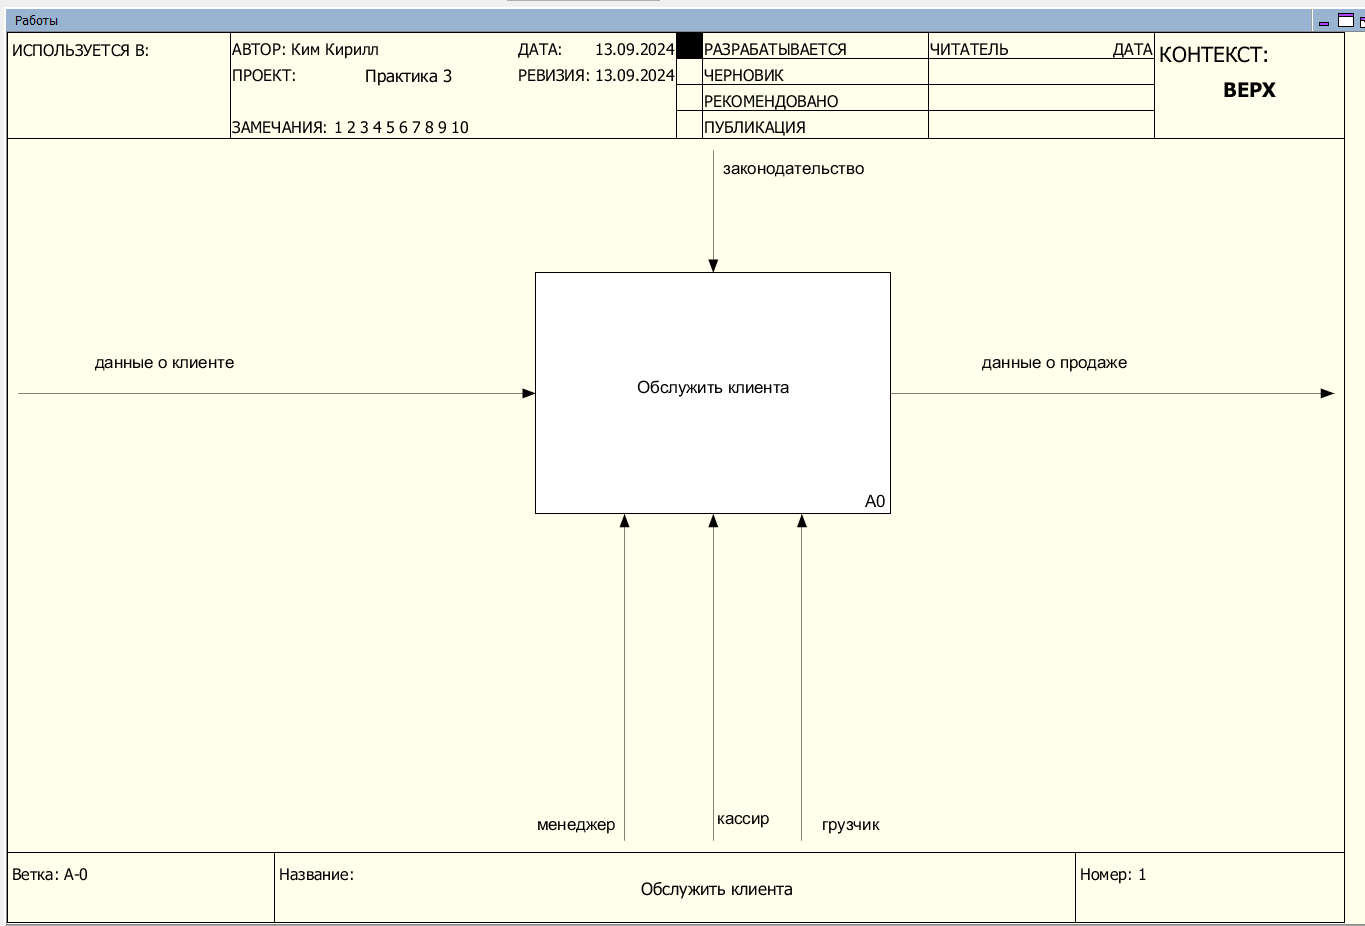 Работы
ИСПОЛЬЗУЕТСЯ В:
АВТОР: Ким Кирилл
ДАТА: 13.09.2024
ПРОЕКТ: Практика 3
РЕВИЗИЯ: 13.09.2024
ЗАМЕЧАНИЯ: 1 2 3 4 5 6 7 8 9 10
РАЗРАБАТЫВАЕТСЯ
ЧЕРНОВИК
РЕКОМЕНДОВАНО
ПУБЛИКАЦИЯ
ЧИТАТЕЛЬ ДАТА
КОНТЕКСТ:
ВЕРХ
законодательство
данные о клиенте
данные о продаже
Обслужить клиента
A0
менеджер
кассир
грузчик
Ветка: A-0
Название:
Обслужить клиента
Номер: 1